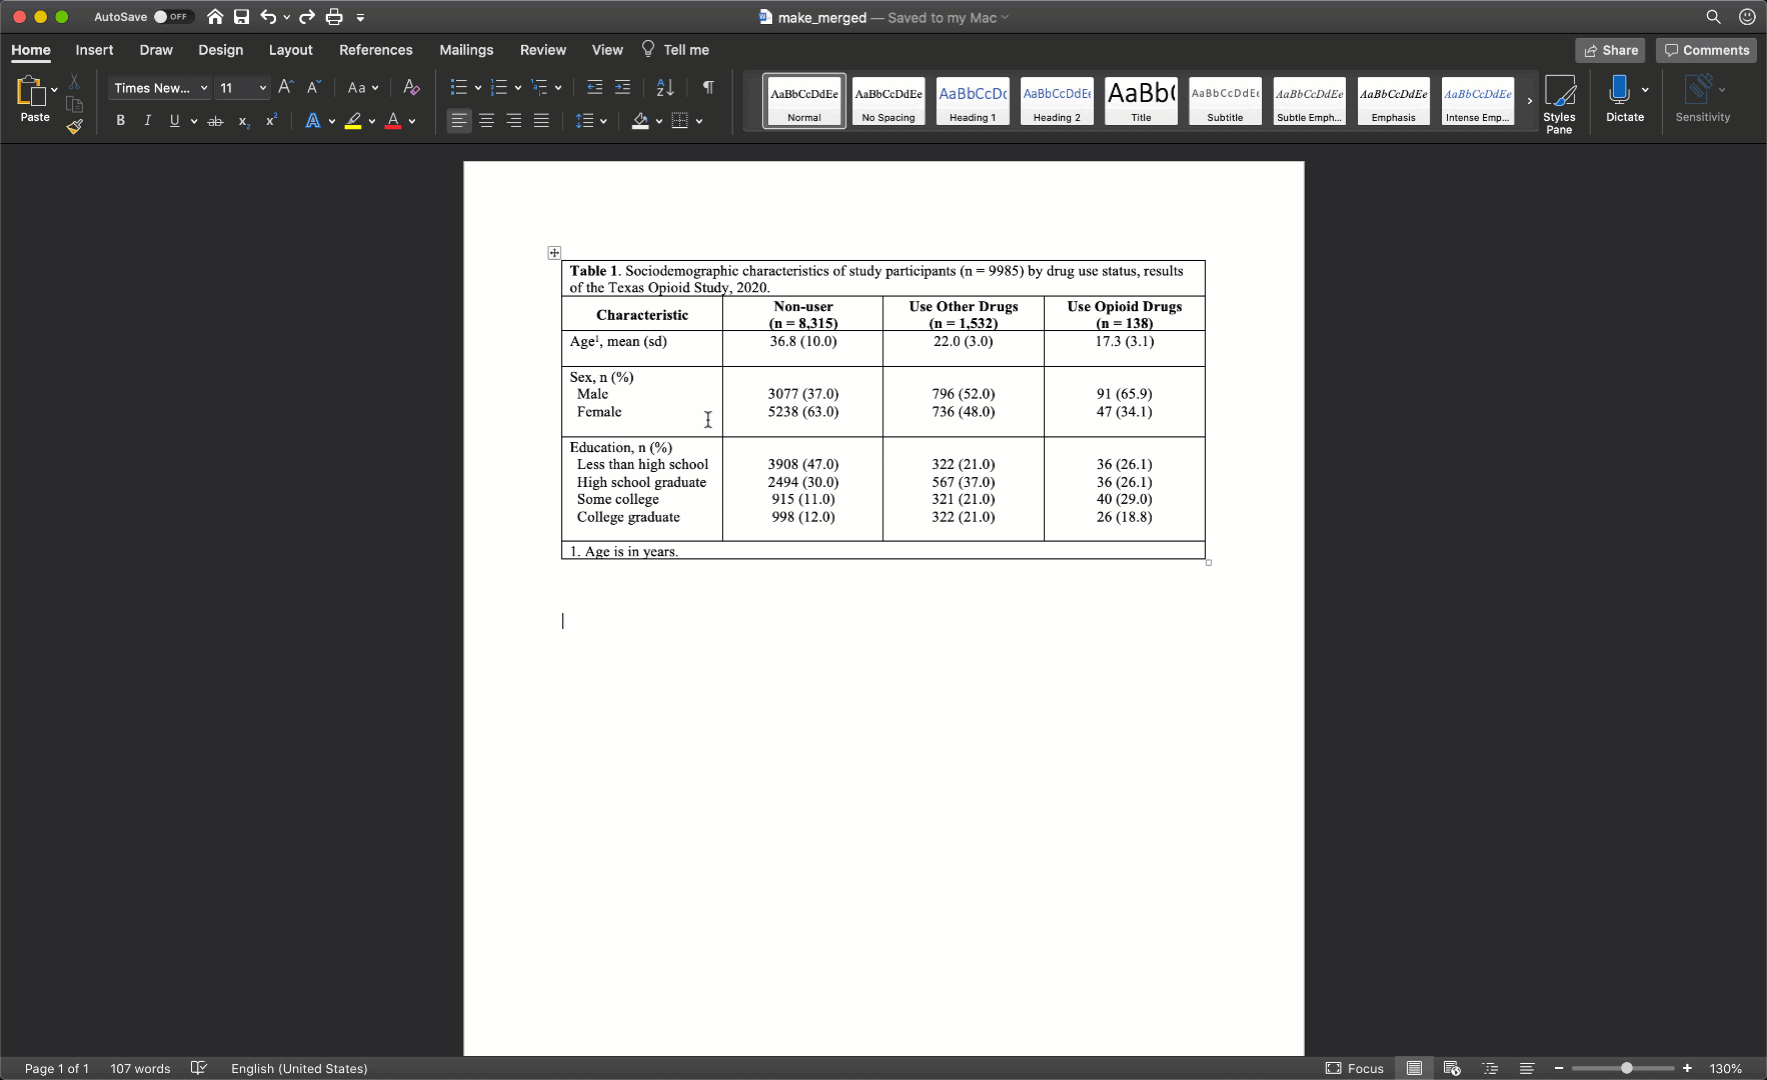 AutoSave OFF make_merged — Saved to my Mac
Home Insert Draw Design Layout References Mailings Review View Tell me Share Comments
Paste Times New... 11 Aa
B I U ab x₂ x² A A
AaBbCcDdEe AaBbCcDdEe AaBbCcDc AaBbCcDdEe AaBb( AaBbCcDdEe AaBbCcDdEe AaBbCcDdEe AaBbCcDdEe
Normal No Spacing Heading 1 Heading 2 Title Subtitle Subtle Emph... Emphasis Intense Emp...
Styles Pane Dictate Sensitivity
Table 1. Sociodemographic characteristics of study participants (n = 9985) by drug use status, results
of the Texas Opioid Study, 2020.
Characteristic Non-user (n = 8,315) Use Other Drugs (n = 1,532) Use Opioid Drugs (n = 138)
Age¹, mean (sd) 36.8 (10.0) 22.0 (3.0) 17.3 (3.1)
Sex, n (%)
Male 3077 (37.0) 796 (52.0) 91 (65.9)
Female 5238 (63.0) 736 (48.0) 47 (34.1)
Education, n (%)
Less than high school 3908 (47.0) 322 (21.0) 36 (26.1)
High school graduate 2494 (30.0) 567 (37.0) 36 (26.1)
Some college 915 (11.0) 321 (21.0) 40 (29.0)
College graduate 998 (12.0) 322 (21.0) 26 (18.8)
1. Age is in years.
Page 1 of 1 107 words English (United States) Focus 130%